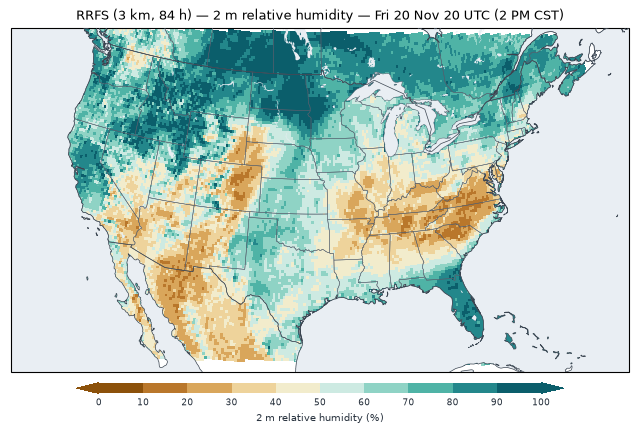 RRFS (3 km, 84 h) — 2 m relative humidity — Fri 20 Nov 20 UTC (2 PM CST)
0 10 20 30 40 50 60 70 80 90 100
2 m relative humidity (%)